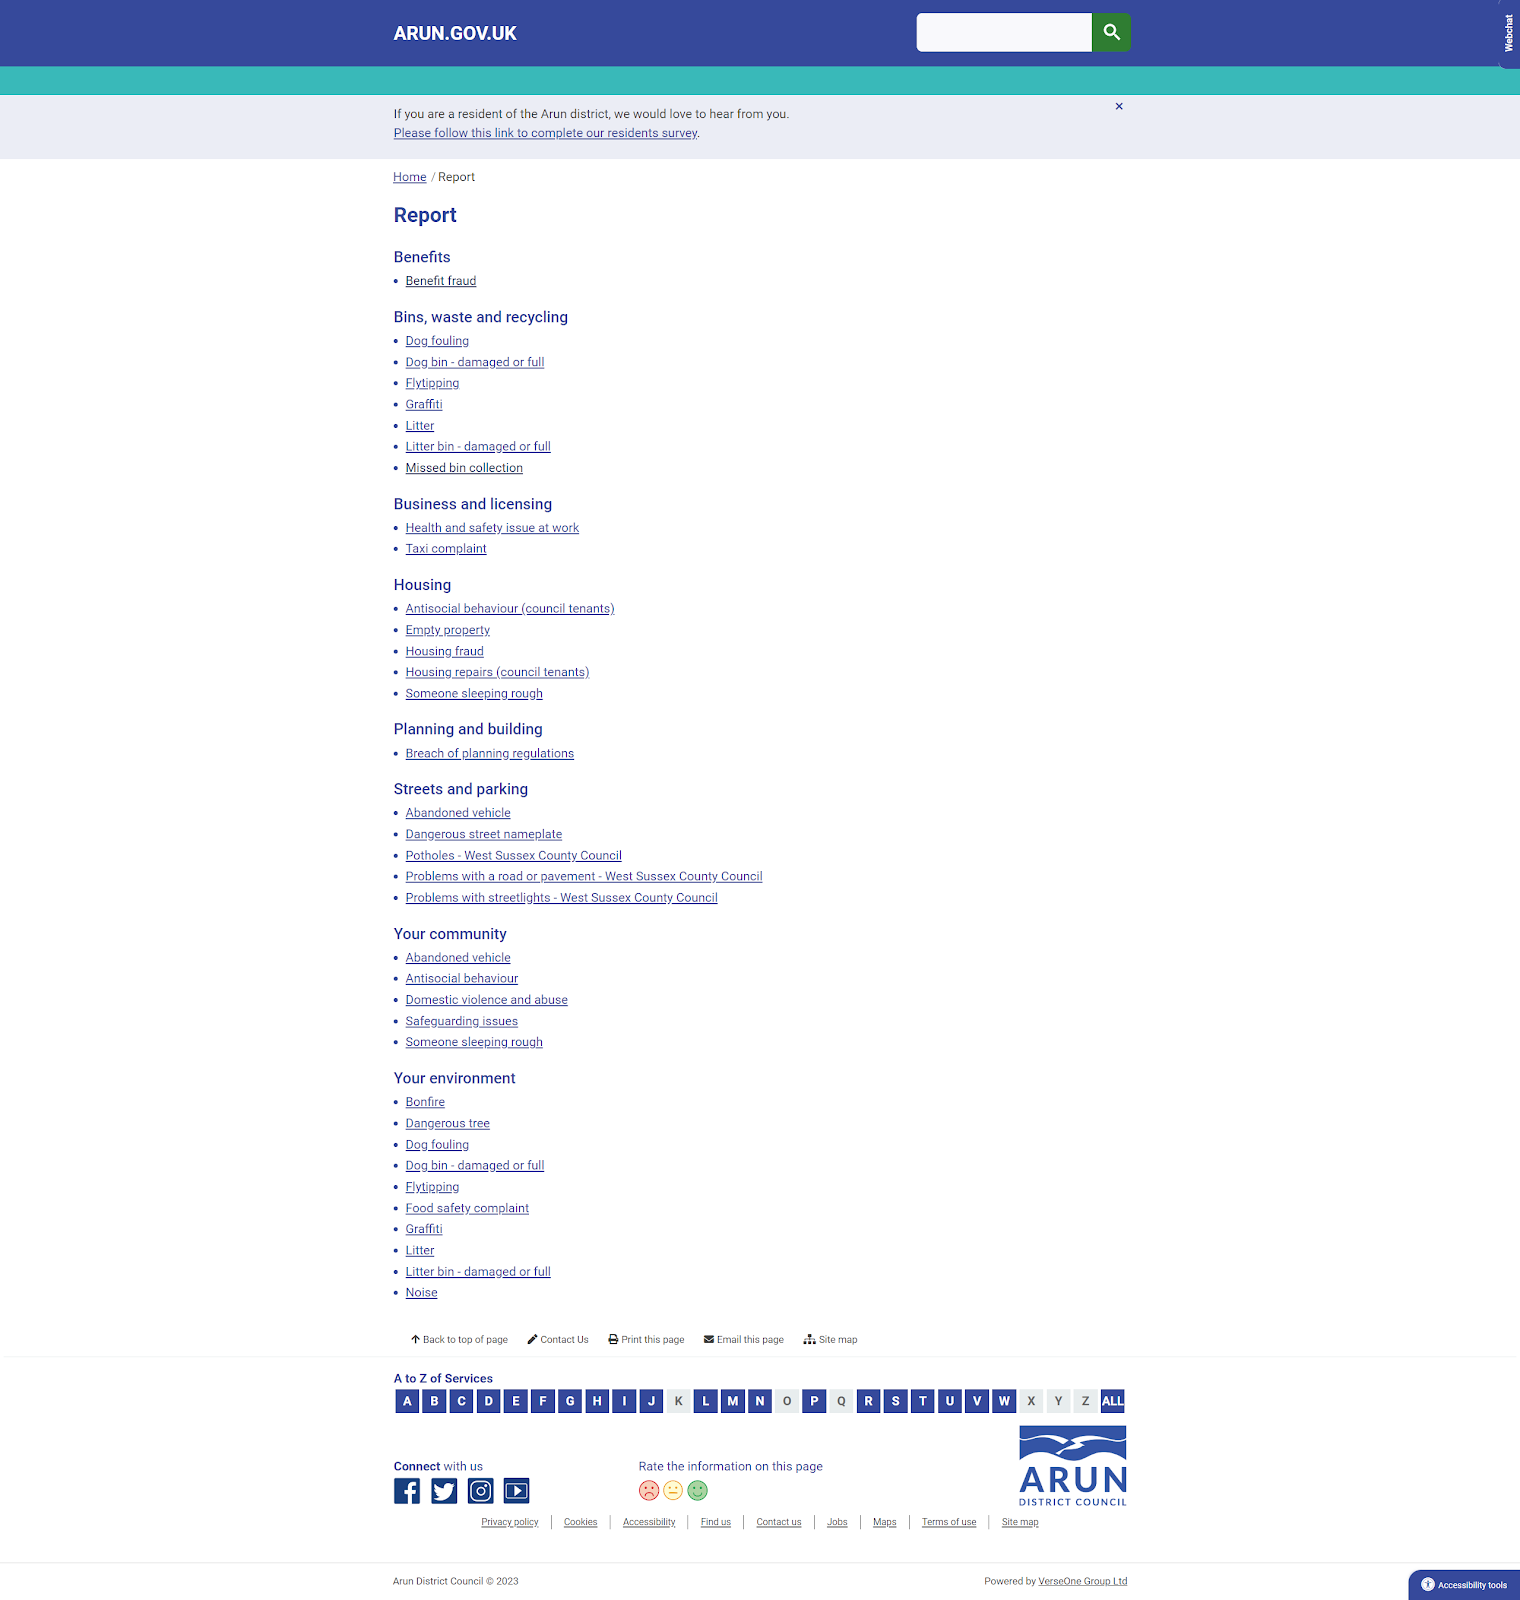 ARUN.GOV.UK
Webchat
If you are a resident of the Arun district, we would love to hear from you.
Please follow this link to complete our residents survey.
Home / Report
Report
Benefits
Benefit fraud
Bins, waste and recycling
Dog fouling
Dog bin - damaged or full
Flytipping
Graffiti
Litter
Litter bin - damaged or full
Missed bin collection
Business and licensing
Health and safety issue at work
Taxi complaint
Housing
Antisocial behaviour (council tenants)
Empty property
Housing fraud
Housing repairs (council tenants)
Someone sleeping rough
Planning and building
Breach of planning regulations
Streets and parking
Abandoned vehicle
Dangerous street nameplate
Potholes - West Sussex County Council
Problems with a road or pavement - West Sussex County Council
Problems with streetlights - West Sussex County Council
Your community
Abandoned vehicle
Antisocial behaviour
Domestic violence and abuse
Safeguarding issues
Someone sleeping rough
Your environment
Bonfire
Dangerous tree
Dog fouling
Dog bin - damaged or full
Flytipping
Food safety complaint
Graffiti
Litter
Litter bin - damaged or full
Noise
Back to top of page Contact Us Print this page Email this page Site map
A to Z of Services
A B C D E F G H I J K L M N O P Q R S T U V W X Y Z ALL
Connect with us
Rate the information on this page
ARUN
DISTRICT COUNCIL
Privacy policy Cookies Accessibility Find us Contact us Jobs Maps Terms of use Site map
Arun District Council © 2023
Powered by VerseOne Group Ltd
Accessibility tools